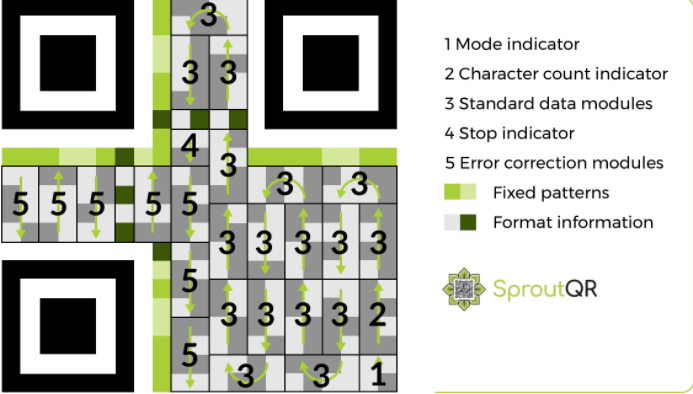 3
3 3
4
3
3 3
5 5 5 5 5
3 3 3 3 3
5
3 3 3 3 2
5
3 3 1
1 Mode indicator
2 Character count indicator
3 Standard data modules
4 Stop indicator
5 Error correction modules
Fixed patterns
Format information
SproutQR